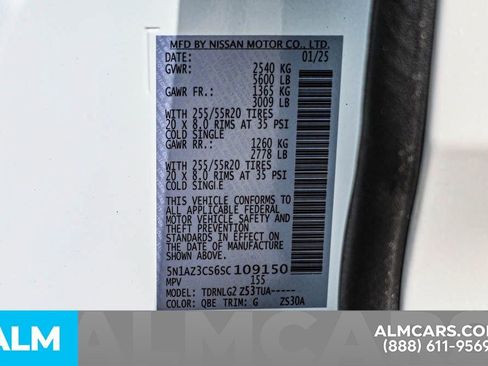 MFD BY NISSAN MOTOR CO., LTD.
DATE: 01/25
GVWR: 2540 KG
5600 LB
GAWR FR.: 1365 KG
3009 LB
WITH 255/55R20 TIRES
20 X 8.0 RIMS AT 35 PSI
COLD SINGLE
GAWR RR.: 1260 KG
2778 LB
WITH 255/55R20 TIRES
20 X 8.0 RIMS AT 35 PSI
COLD SINGLE
THIS VEHICLE CONFORMS TO
ALL APPLICABLE FEDERAL
MOTOR VEHICLE SAFETY AND
THEFT PREVENTION
STANDARDS IN EFFECT ON
THE DATE OF MANUFACTURE
SHOWN ABOVE.
5N1AZ3CS6SC109150
MPV 155
MODEL: TDRNLG2 Z53TUA-----
COLOR: QBE TRIM: G ZS30A
ALM
ALMCARS
ALMCARS.COM
(888) 611-9569